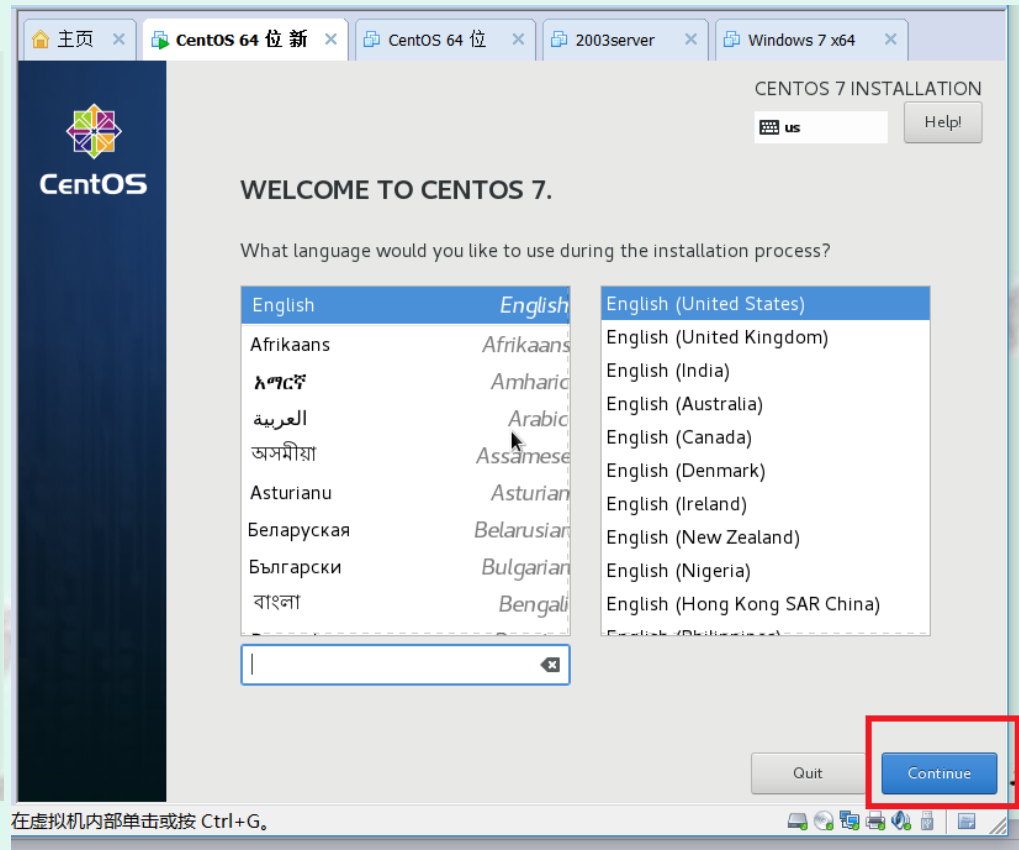 主页 CentOS 64 位 新 CentOS 64 位 2003server Windows 7 x64
CentOS
CENTOS 7 INSTALLATION
us Help!
WELCOME TO CENTOS 7.
What language would you like to use during the installation process?
English English
Afrikaans Afrikaans
አማርኛ Amharic
العربية Arabic
অসমীয়া Assamese
Asturianu Asturian
Беларуская Belarusian
Български Bulgarian
বাংলা Bengali
English (United States)
English (United Kingdom)
English (India)
English (Australia)
English (Canada)
English (Denmark)
English (Ireland)
English (New Zealand)
English (Nigeria)
English (Hong Kong SAR China)
English (Philippines)
Quit Continue
在虚拟机内部单击或按 Ctrl+G。